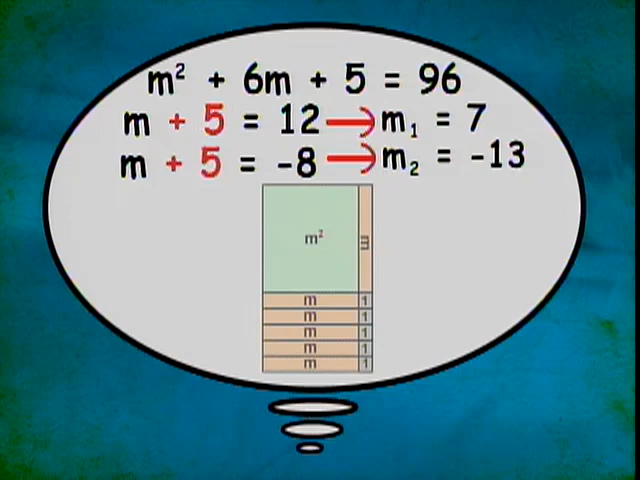 m² + 6m + 5 = 96
m + 5 = 12 → m₁ = 7
m + 5 = -8 → m₂ = -13
m² m
m 1
m 1
m 1
m 1
m 1